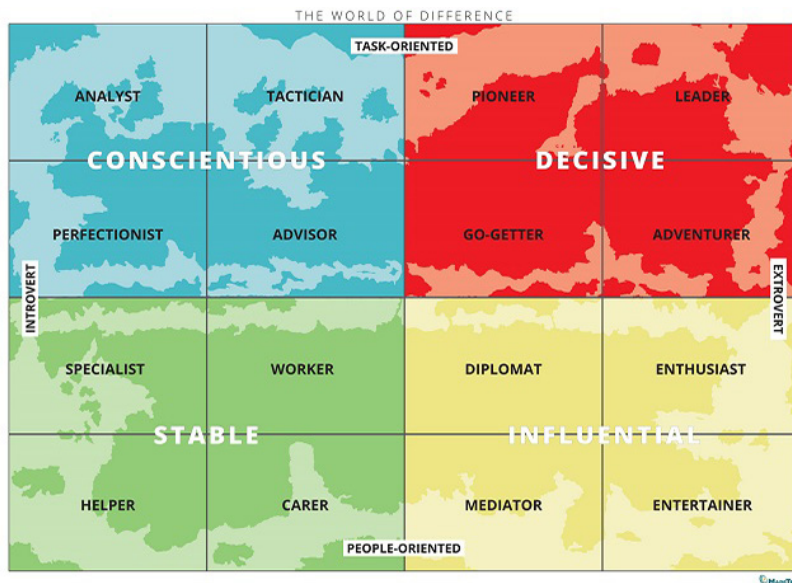 THE WORLD OF DIFFERENCE
TASK-ORIENTED
ANALYST
TACTICIAN
PIONEER
LEADER
CONSCIENTIOUS
DECISIVE
PERFECTIONIST
ADVISOR
GO-GETTER
ADVENTURER
INTROVERT
EXTROVERT
SPECIALIST
WORKER
DIPLOMAT
ENTHUSIAST
STABLE
INFLUENTIAL
HELPER
CARER
MEDIATOR
ENTERTAINER
PEOPLE-ORIENTED